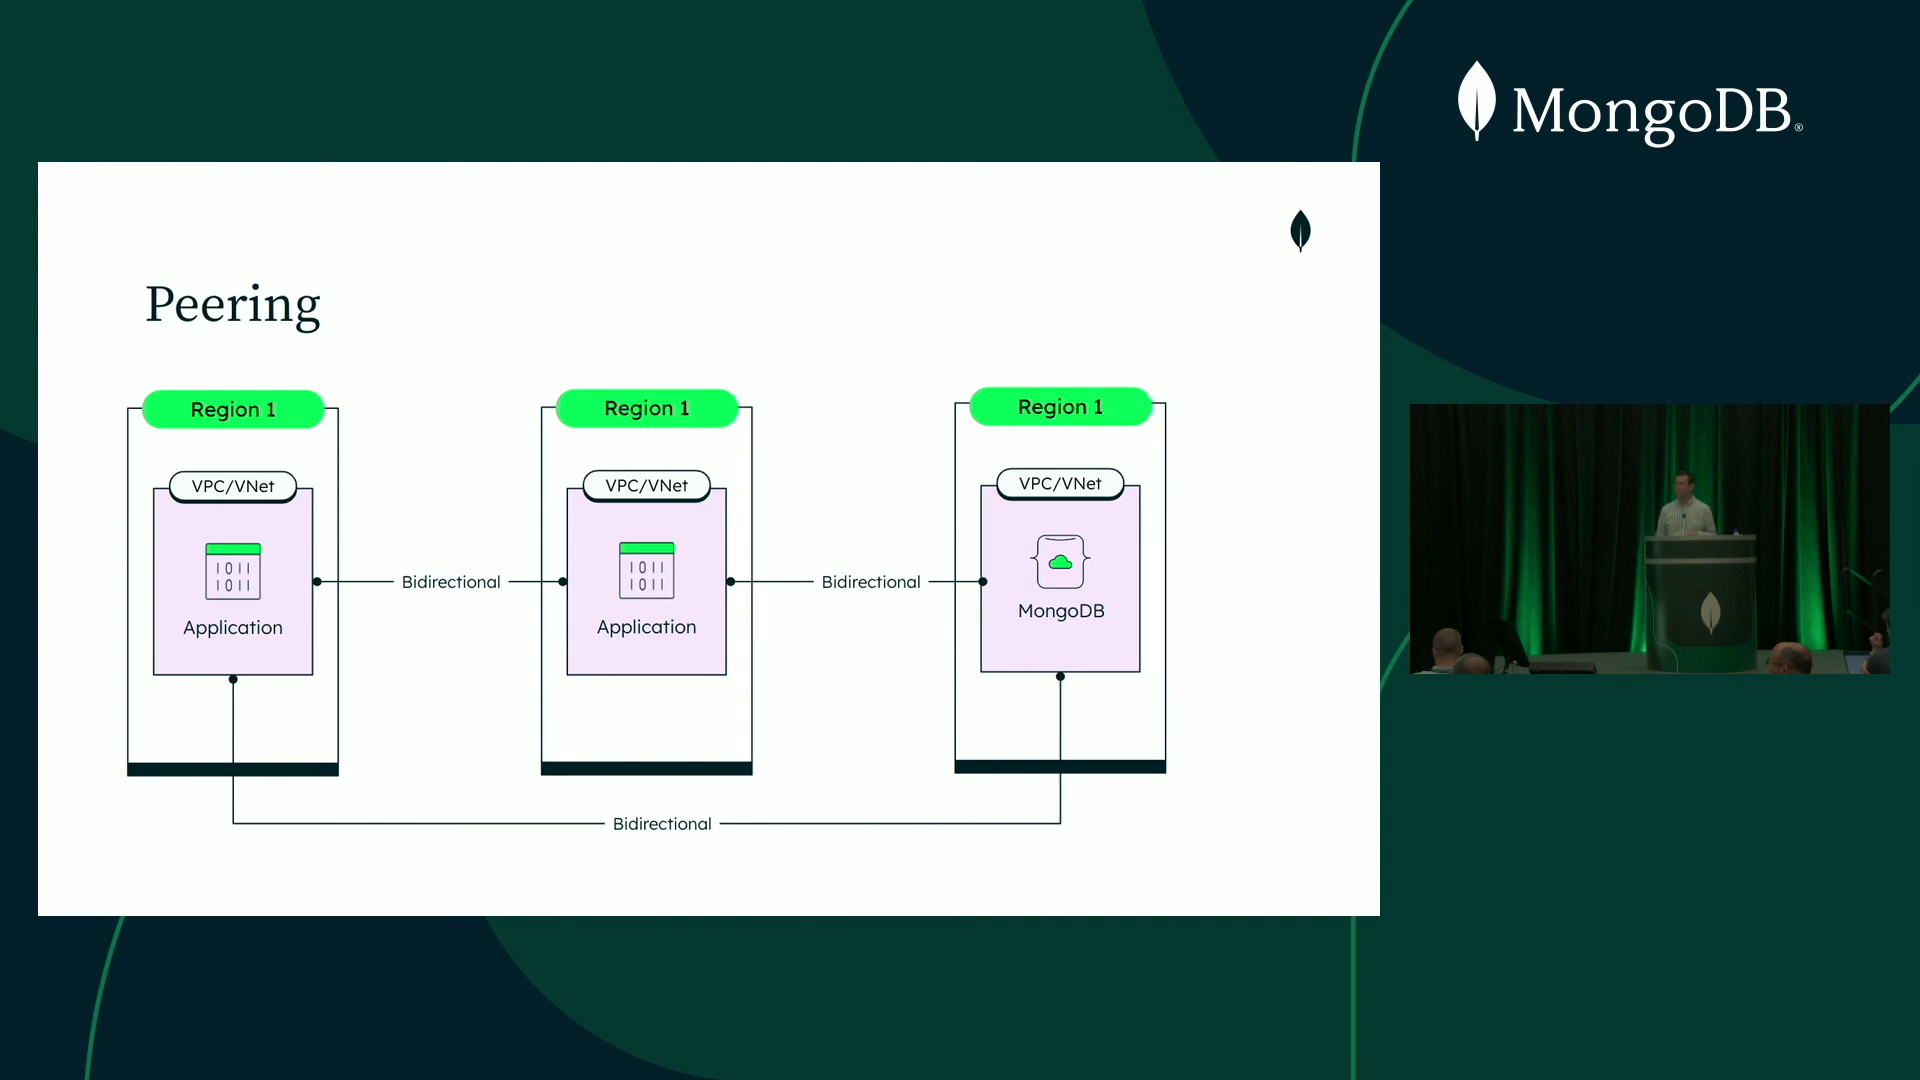 MongoDB®
Peering
Region 1
Region 1
Region 1
VPC/VNet
VPC/VNet
VPC/VNet
Bidirectional
Bidirectional
Application
Application
MongoDB
Bidirectional